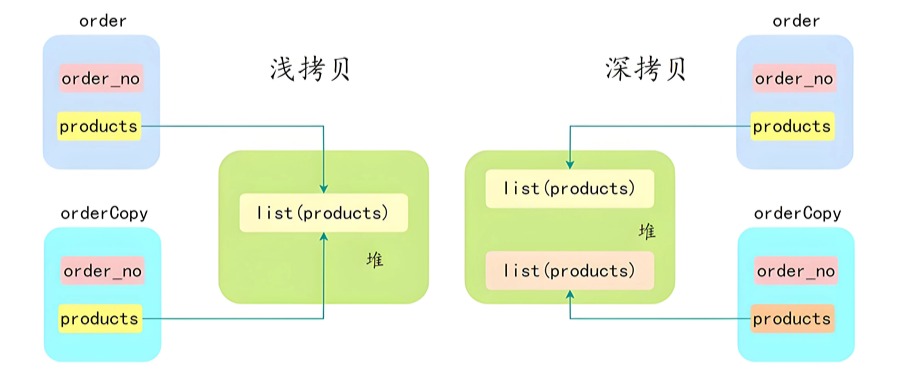 order
order_no
products
浅拷贝
list(products)
堆
orderCopy
order_no
products
深拷贝
order
order_no
products
list(products)
堆
list(products)
orderCopy
order_no
products